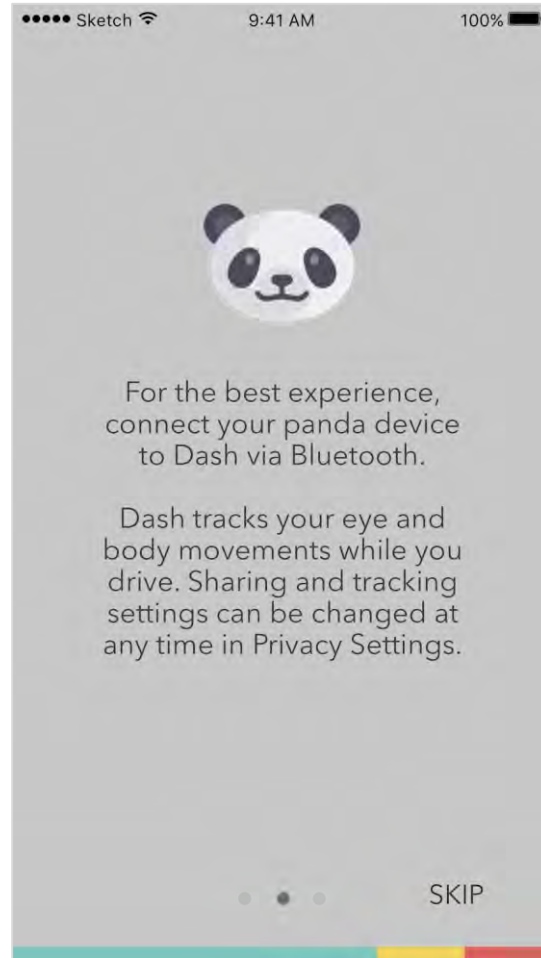 Sketch 9:41 AM 100%
For the best experience,
connect your panda device
to Dash via Bluetooth.
Dash tracks your eye and
body movements while you
drive. Sharing and tracking
settings can be changed at
any time in Privacy Settings.
SKIP